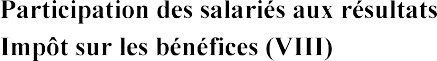 Participation des salariés aux résultats
Impôt sur les bénéfices (VIII)